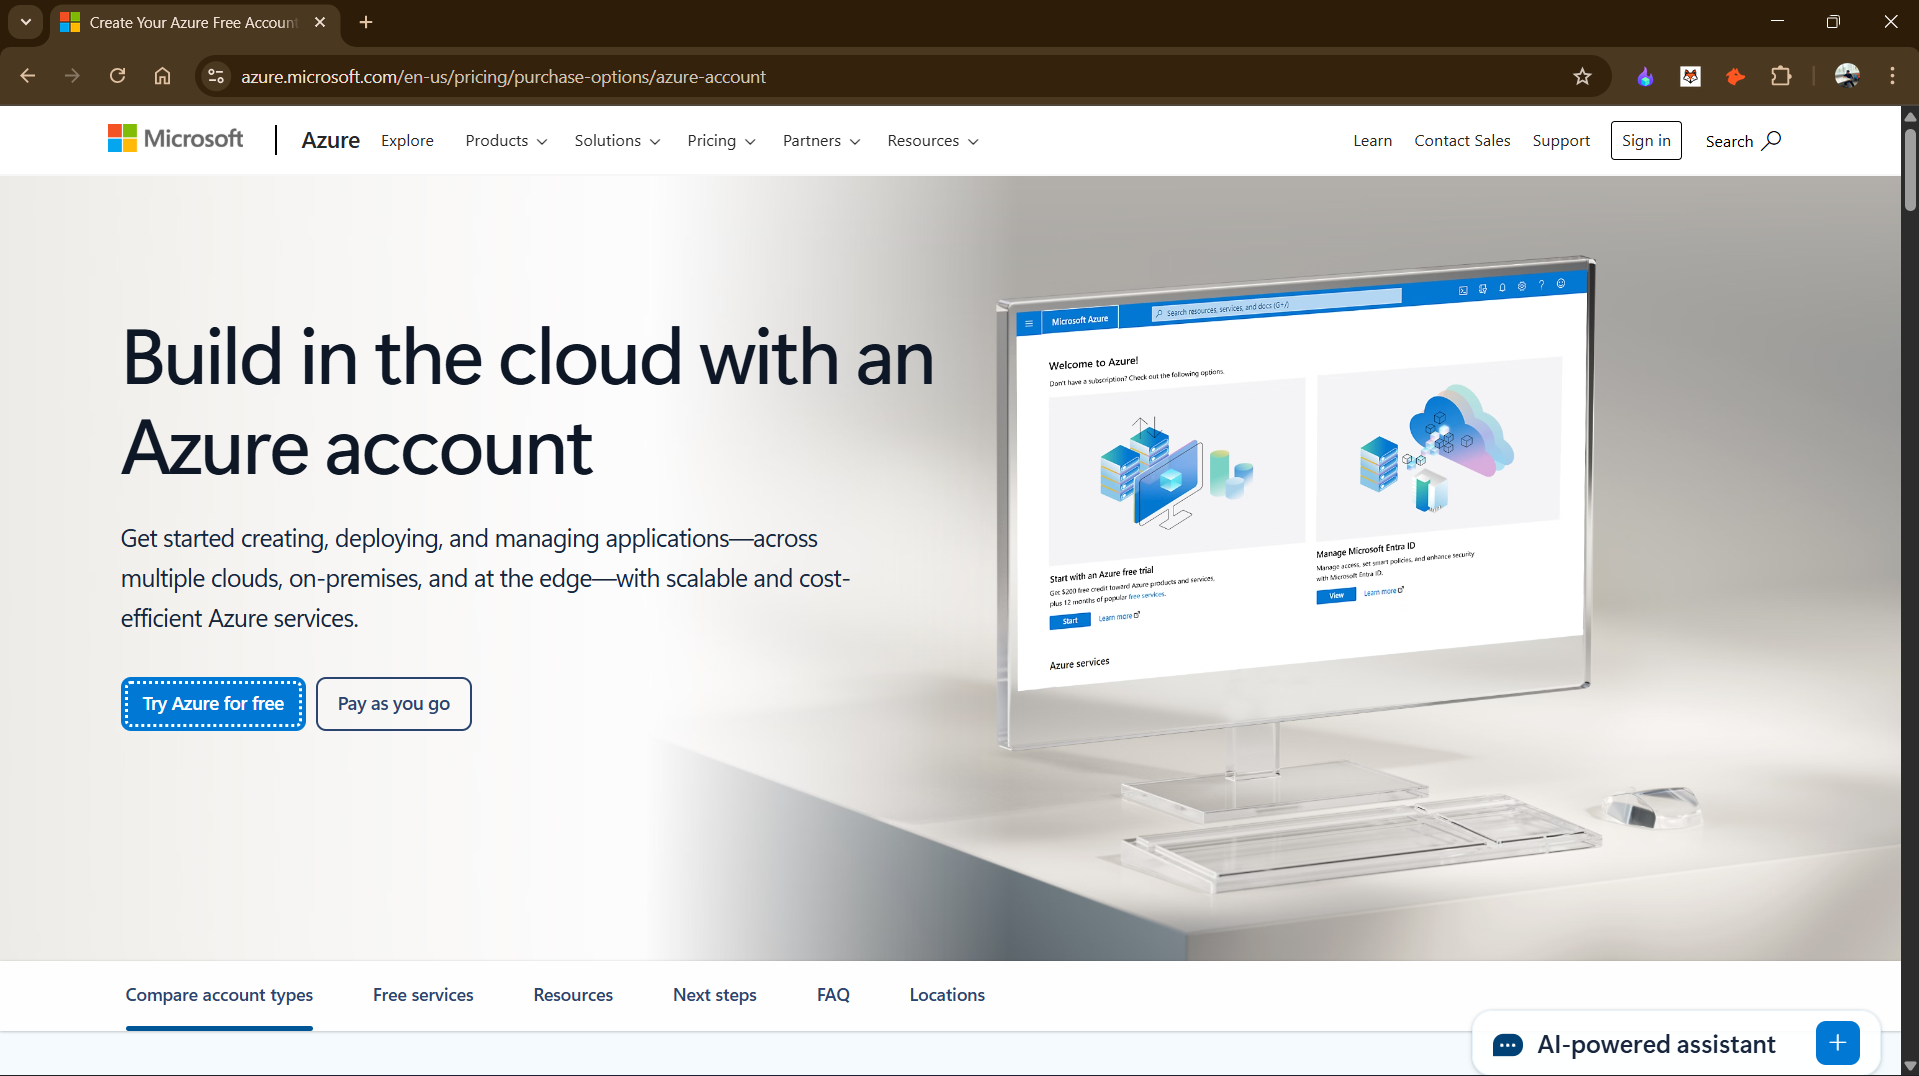 Create Your Azure Free Accoun
azure.microsoft.com/en-us/pricing/purchase-options/azure-account
Microsoft
Azure
Explore
Products
Solutions
Pricing
Partners
Resources
Learn
Contact Sales
Support
Sign in
Search
Build in the cloud with an
Azure account
Get started creating, deploying, and managing applications—across
multiple clouds, on-premises, and at the edge—with scalable and cost-
efficient Azure services.
Try Azure for free
Pay as you go
Microsoft Azure
Search resources, services, and docs (G+/)
Welcome to Azure!
Don't have a subscription? Check out the following options.
Start with an Azure free trial
Get $200 free credit toward Azure products and services,
plus 12 months of popular free services.
Start
Learn more
Manage Microsoft Entra ID
Manage access, set smart policies, and enhance security
with Microsoft Entra ID.
View
Learn more
Azure services
Compare account types
Free services
Resources
Next steps
FAQ
Locations
AI-powered assistant